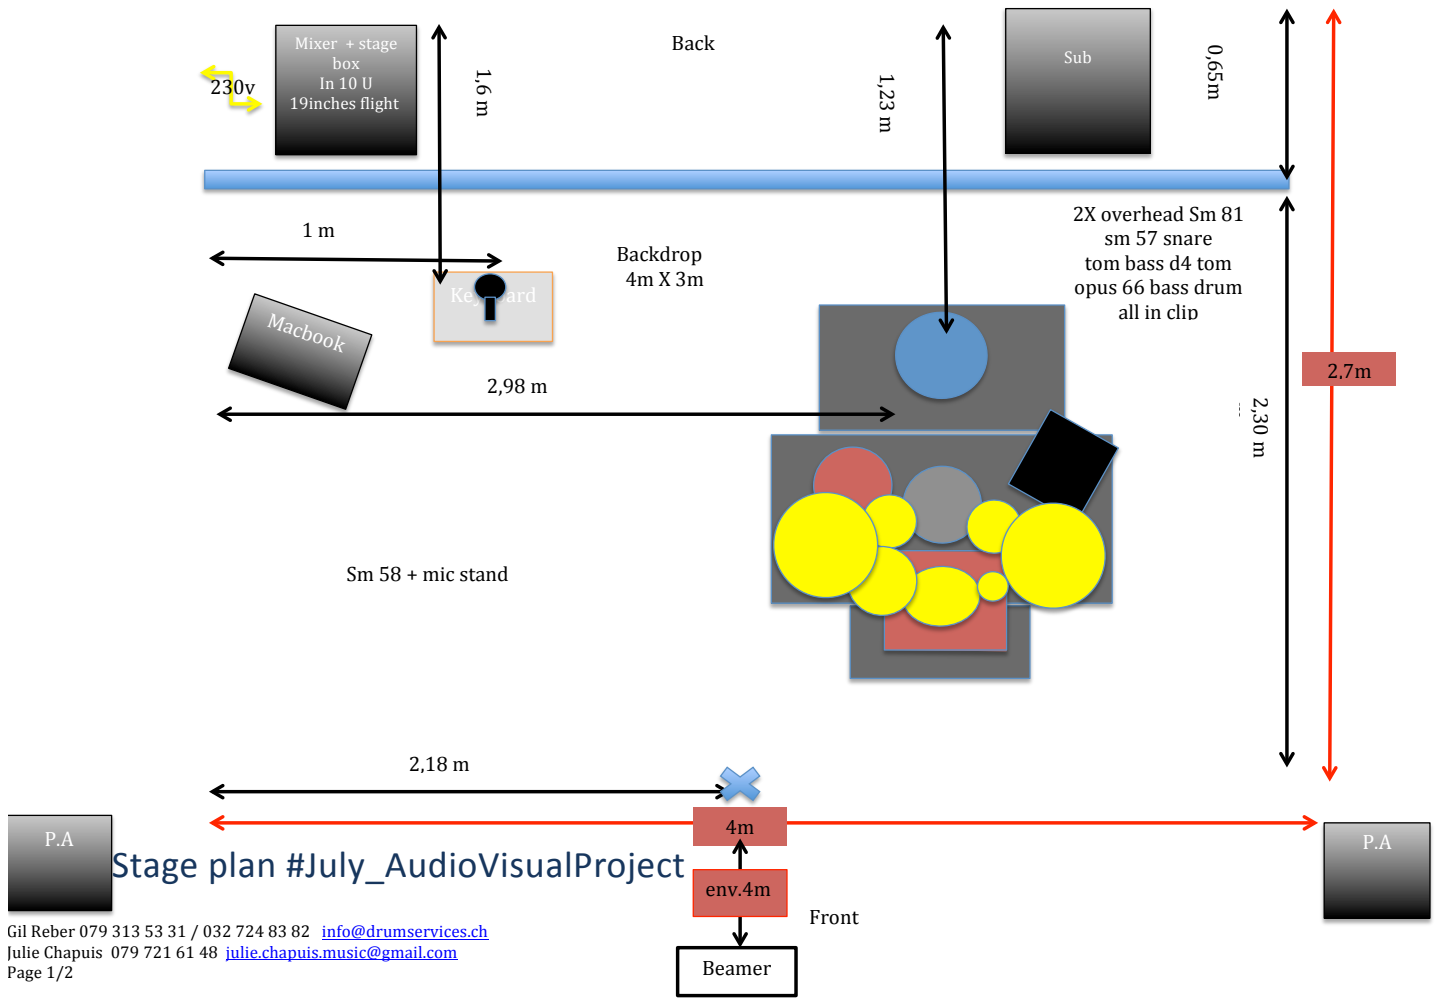 Back
Mixer + stage
box
In 10 U
19inches flight
230v
1,6 m
1,23 m
Sub
0,65m
1 m
Backdrop
4m X 3m
2X overhead Sm 81
sm 57 snare
tom bass d4 tom
opus 66 bass drum
all in clip
Macbook
2,98 m
2,7m
2,30 m
Sm 58 + mic stand
2,18 m
4m
P.A
P.A
Stage plan #July_AudioVisualProject
env.4m
Front
Beamer
Gil Reber 079 313 53 31 / 032 724 83 82 info@drumservices.ch
Julie Chapuis 079 721 61 48 julie.chapuis.music@gmail.com
Page 1/2